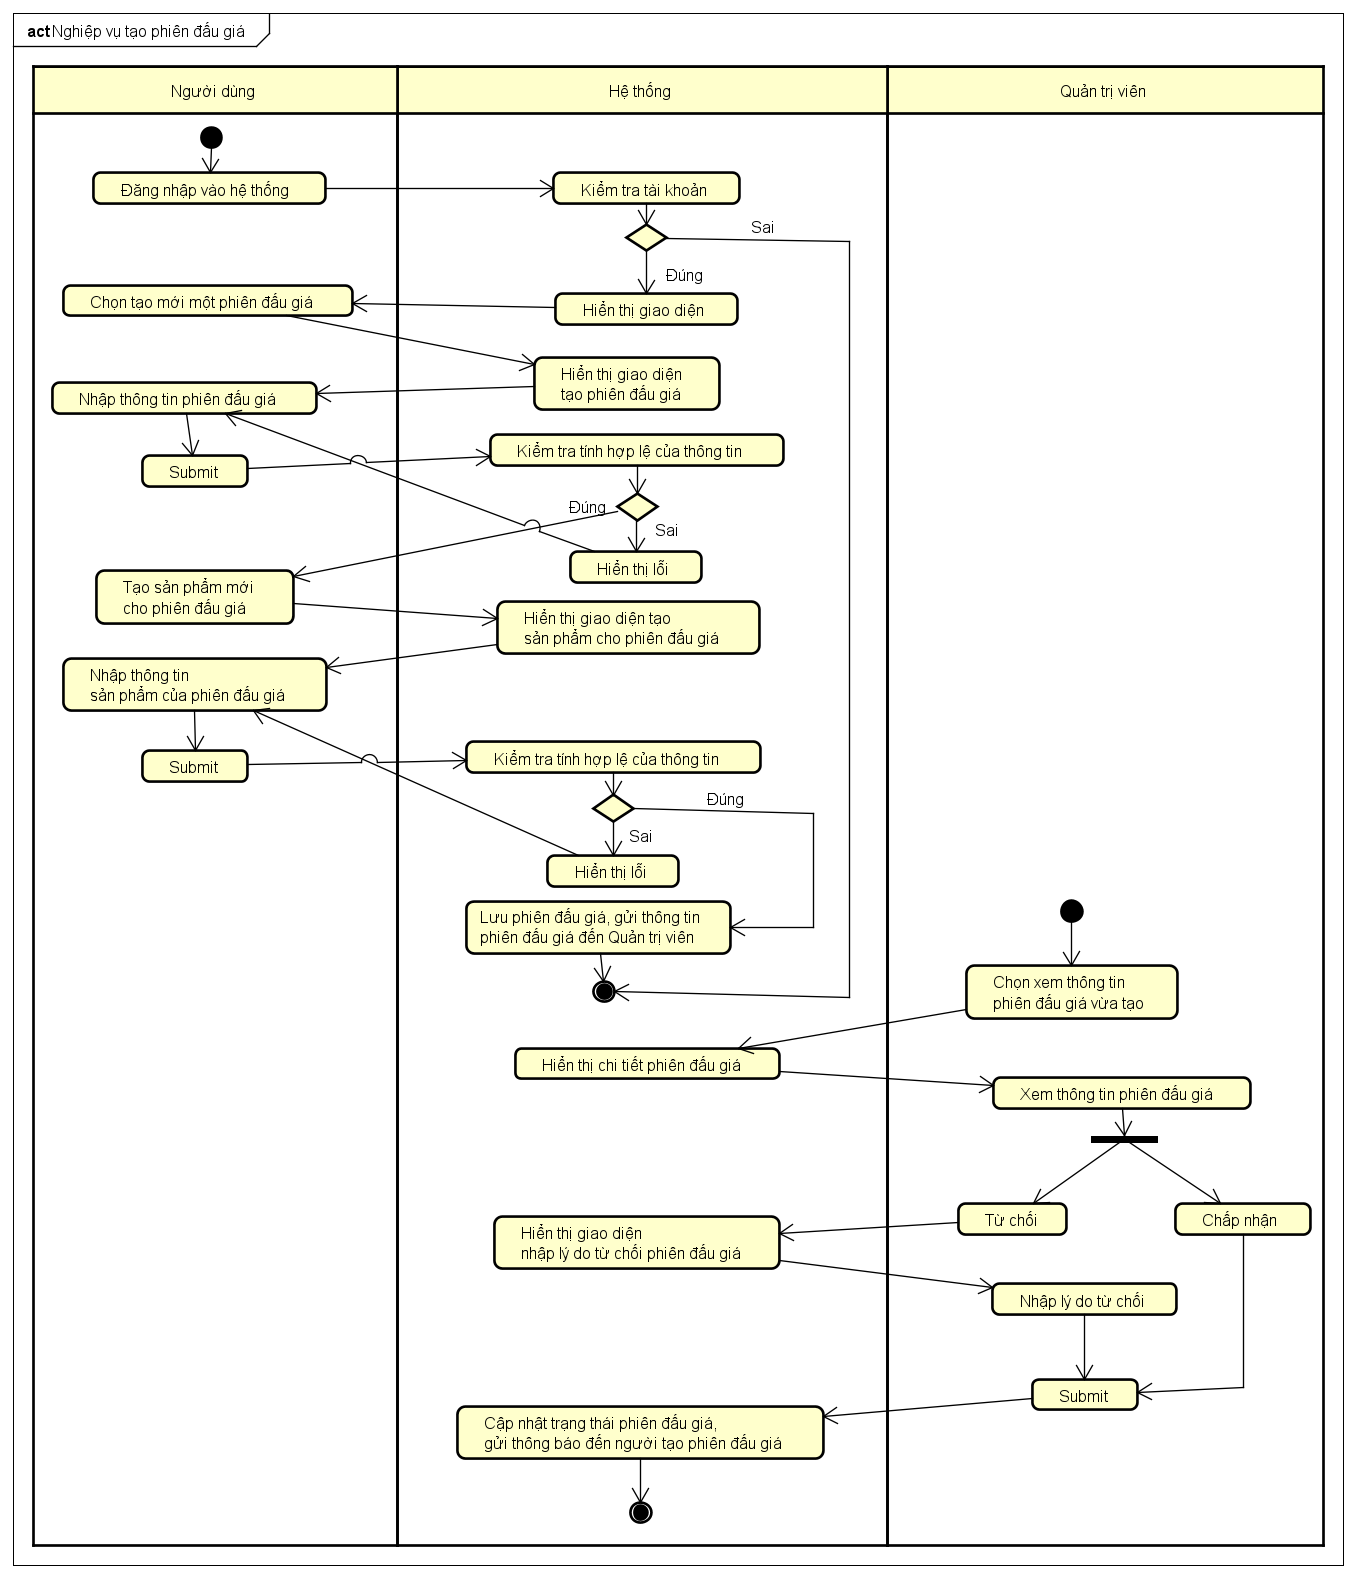 act Nghiệp vụ tạo phiên đấu giá
Người dùng
Hệ thống
Quản trị viên
Đăng nhập vào hệ thống
Kiểm tra tài khoản
Sai
Đúng
Chọn tạo mới một phiên đấu giá
Hiển thị giao diện
Hiển thị giao diện
tạo phiên đấu giá
Nhập thông tin phiên đấu giá
Kiểm tra tính hợp lệ của thông tin
Submit
Đúng
Sai
Hiển thị lỗi
Tạo sản phẩm mới
cho phiên đấu giá
Hiển thị giao diện tạo
sản phẩm cho phiên đấu giá
Nhập thông tin
sản phẩm của phiên đấu giá
Submit
Kiểm tra tính hợp lệ của thông tin
Đúng
Sai
Hiển thị lỗi
Lưu phiên đấu giá, gửi thông tin
phiên đấu giá đến Quản trị viên
Chọn xem thông tin
phiên đấu giá vừa tạo
Hiển thị chi tiết phiên đấu giá
Xem thông tin phiên đấu giá
Từ chối
Chấp nhận
Hiển thị giao diện
nhập lý do từ chối phiên đấu giá
Nhập lý do từ chối
Submit
Cập nhật trạng thái phiên đấu giá,
gửi thông báo đến người tạo phiên đấu giá